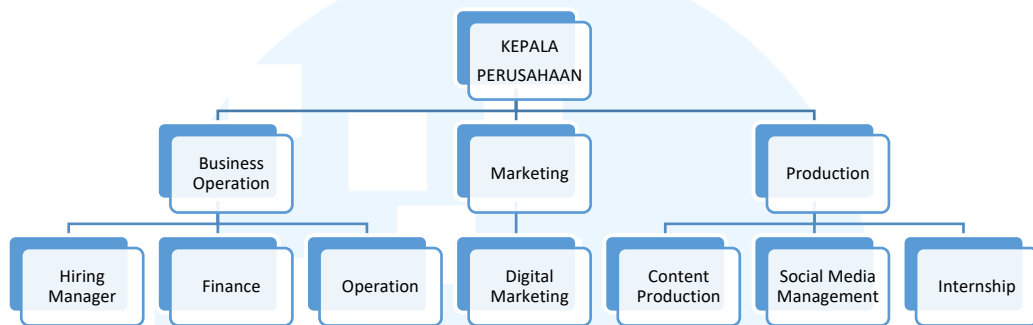 KEPALA
PERUSAHAAN
Business
Operation
Marketing
Production
Hiring
Manager
Finance
Operation
Digital
Marketing
Content
Production
Social Media
Management
Internship